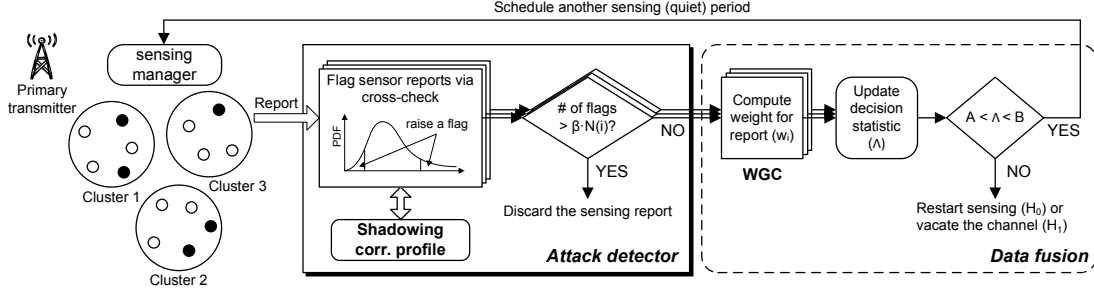 Schedule another sensing (quiet) period
Primary
transmitter
sensing
manager
Cluster 1
Cluster 3
Cluster 2
Report
Flag sensor reports via
cross-check
PDF
raise a flag
Shadowing
corr. profile
# of flags
> β·N(i)?
NO
YES
Discard the sensing report
Attack detector
Compute
weight for
report (wᵢ)
WGC
Update
decision
statistic
(Λ)
A < Λ < B
YES
NO
Restart sensing (H₀) or
vacate the channel (H₁)
Data fusion